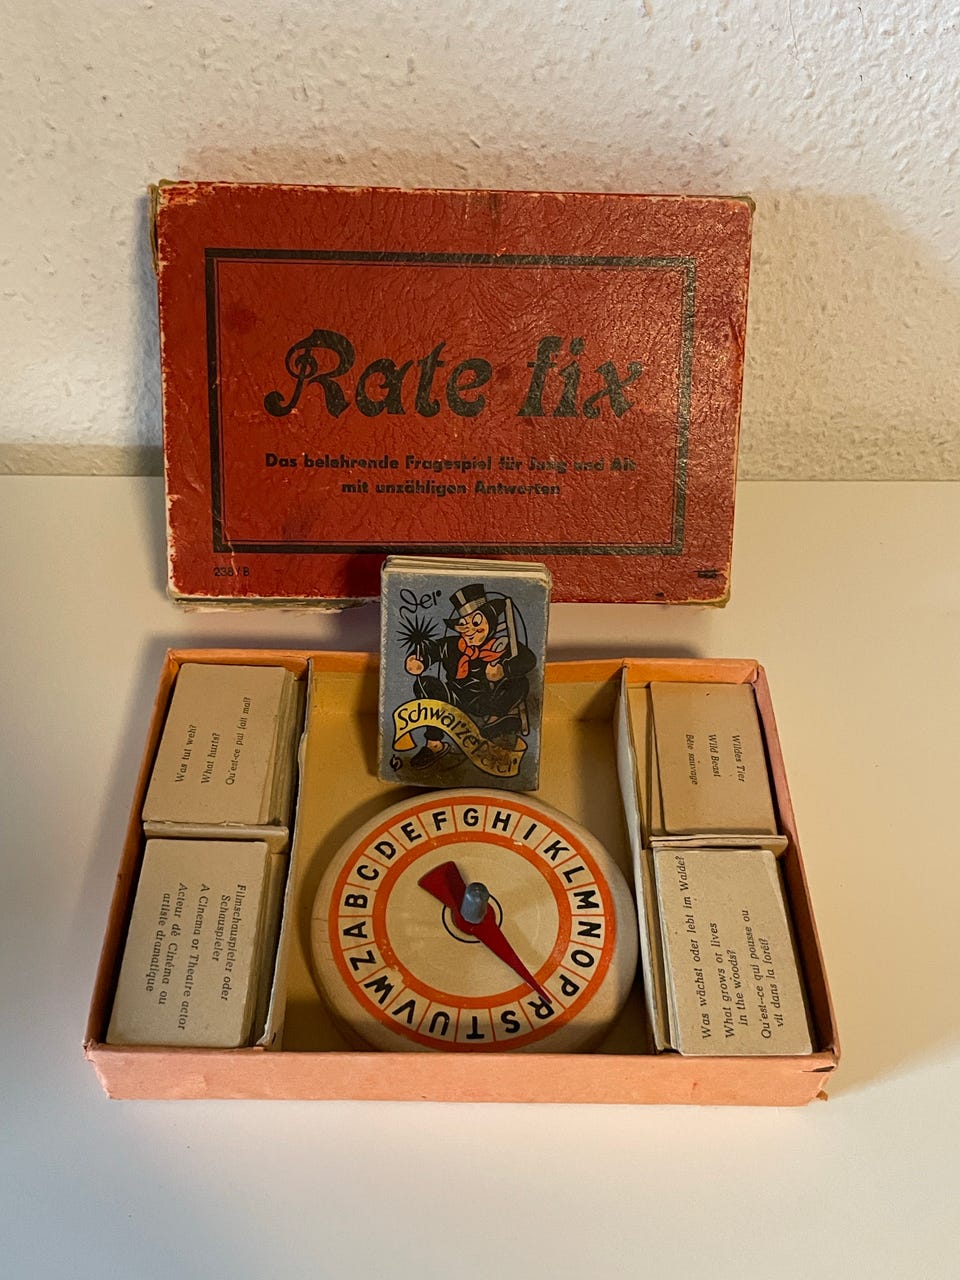 Rate fix
Das belehrende Fragespiel für Jung und Alt
mit unzähligen Antworten
238/B
Der
Schwarze Peter
Was tut weh?
What hurts?
Qu'est-ce qui fait mal?
Wildes Tier
Wild Beast
Bête sauvage
A B C D E F G H I K L M N O P R S T U V W Z
Filmschauspieler oder
Schauspieler
A Cinema or Theatre actor
Acteur dê Cinéma ou
artiste dramatique
Was wächst oder lebt im Walde?
What grows or lives
in the woods?
Qu'est--ce qui pousse ou
vit dans la forêt?